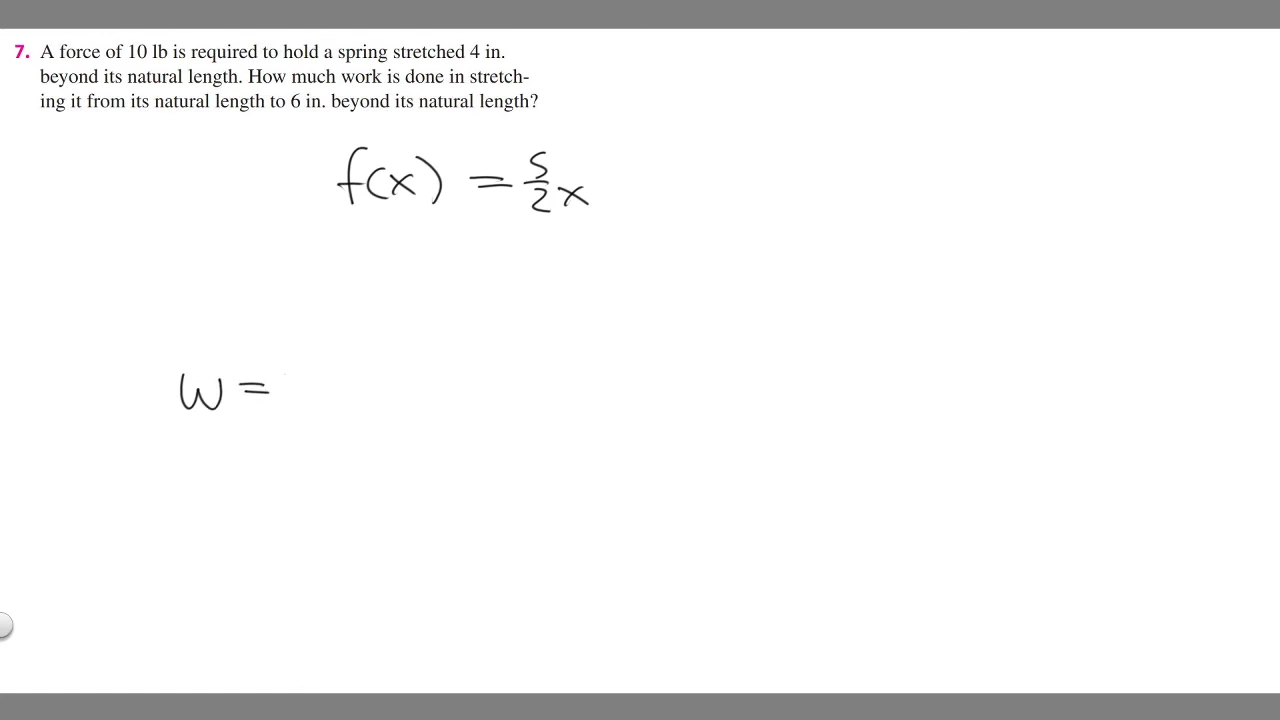 7. A force of 10 lb is required to hold a spring stretched 4 in.
beyond its natural length. How much work is done in stretch-
ing it from its natural length to 6 in. beyond its natural length?
f(x) = 5/2 x
W =